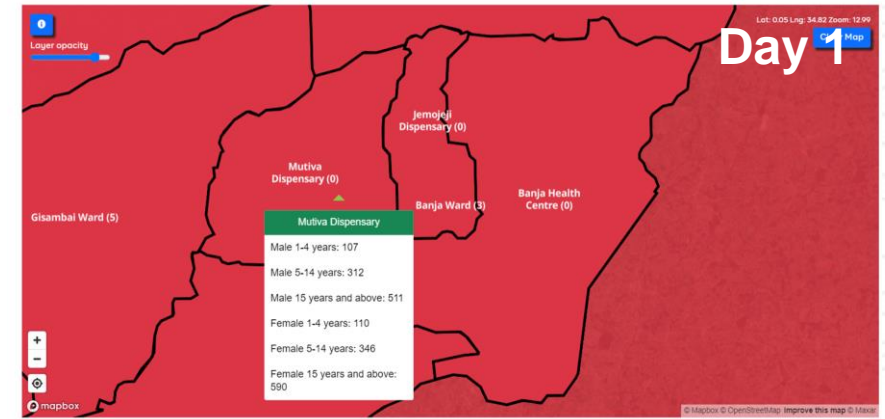 Lat: 0.05 Lng: 34.82 Zoom: 12.99
Layer opacity
Map
Day 1
Jemojeji
Dispensary (0)
Mutiva
Dispensary (0)
Banja Health
Centre (0)
Banja Ward (3)
Gisambai Ward (5)
Mutiva Dispensary
Male 1-4 years: 107
Male 5-14 years: 312
Male 15 years and above: 511
Female 1-4 years: 110
Female 5-14 years: 346
Female 15 years and above:
590
mapbox
© Mapbox © OpenStreetMap Improve this map © Maxar